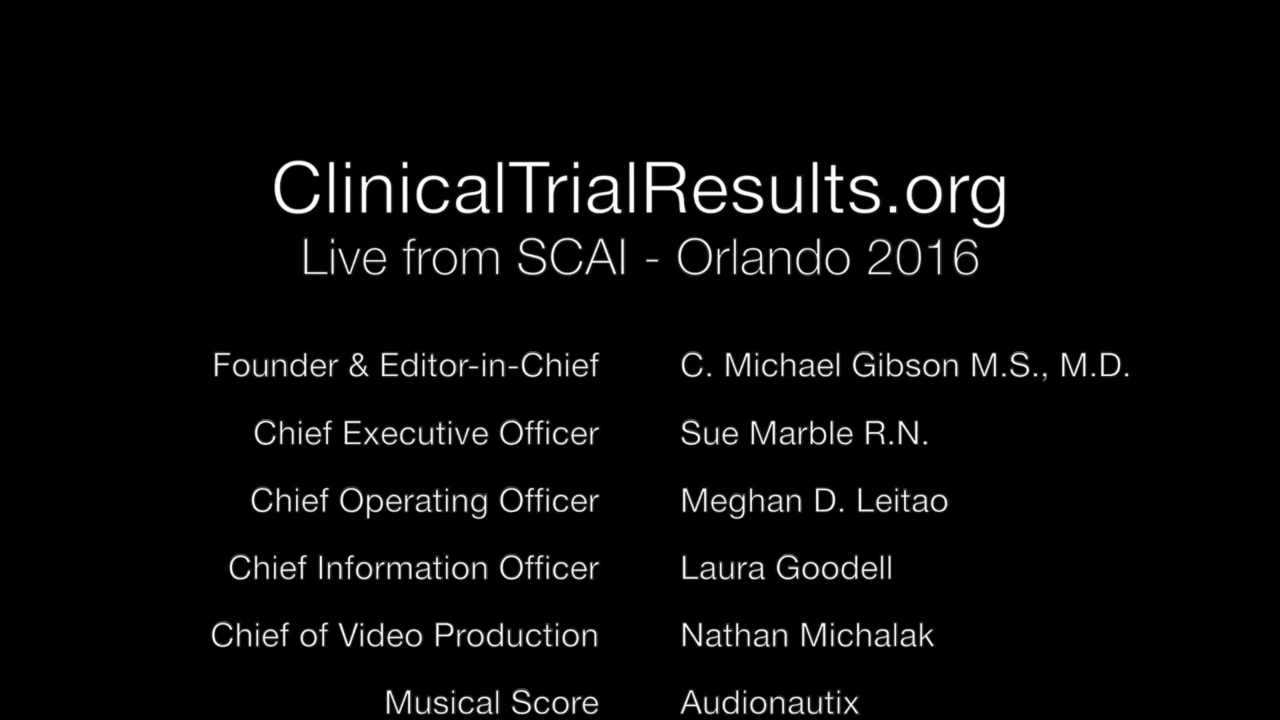 ClinicalTrialResults.org
Live from SCAI - Orlando 2016
Founder & Editor-in-Chief C. Michael Gibson M.S., M.D.
Chief Executive Officer Sue Marble R.N.
Chief Operating Officer Meghan D. Leitao
Chief Information Officer Laura Goodell
Chief of Video Production Nathan Michalak
Musical Score Audionautix